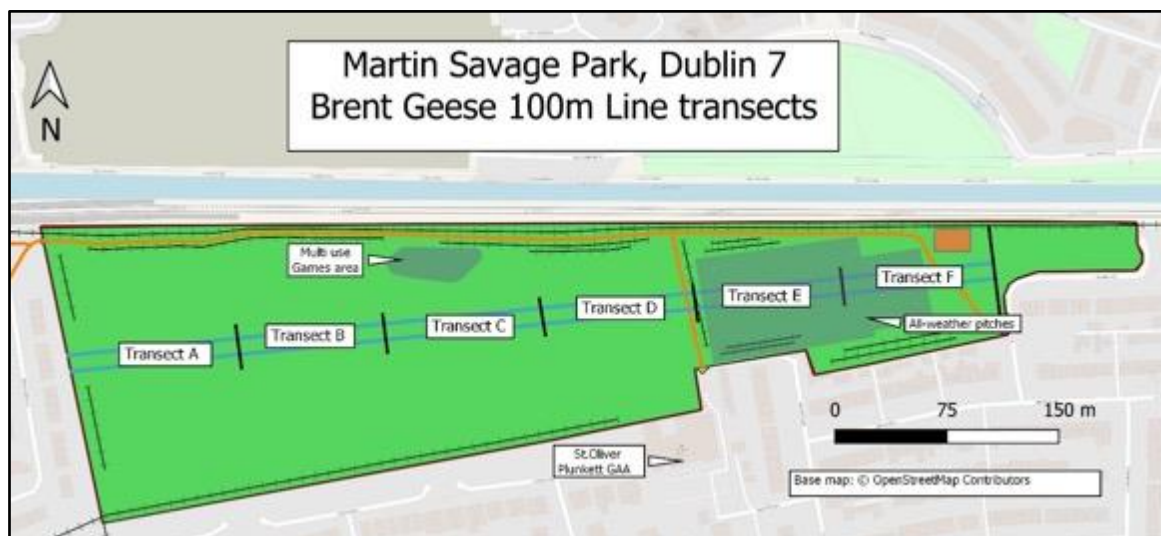 Martin Savage Park, Dublin 7
Brent Geese 100m Line transects
N
Multi use
Games area
Transect A
Transect B
Transect C
Transect D
Transect E
Transect F
All-weather pitches
0 75 150 m
St.Olliver
Plunkett GAA
Base map: © OpenStreetMap Contributors